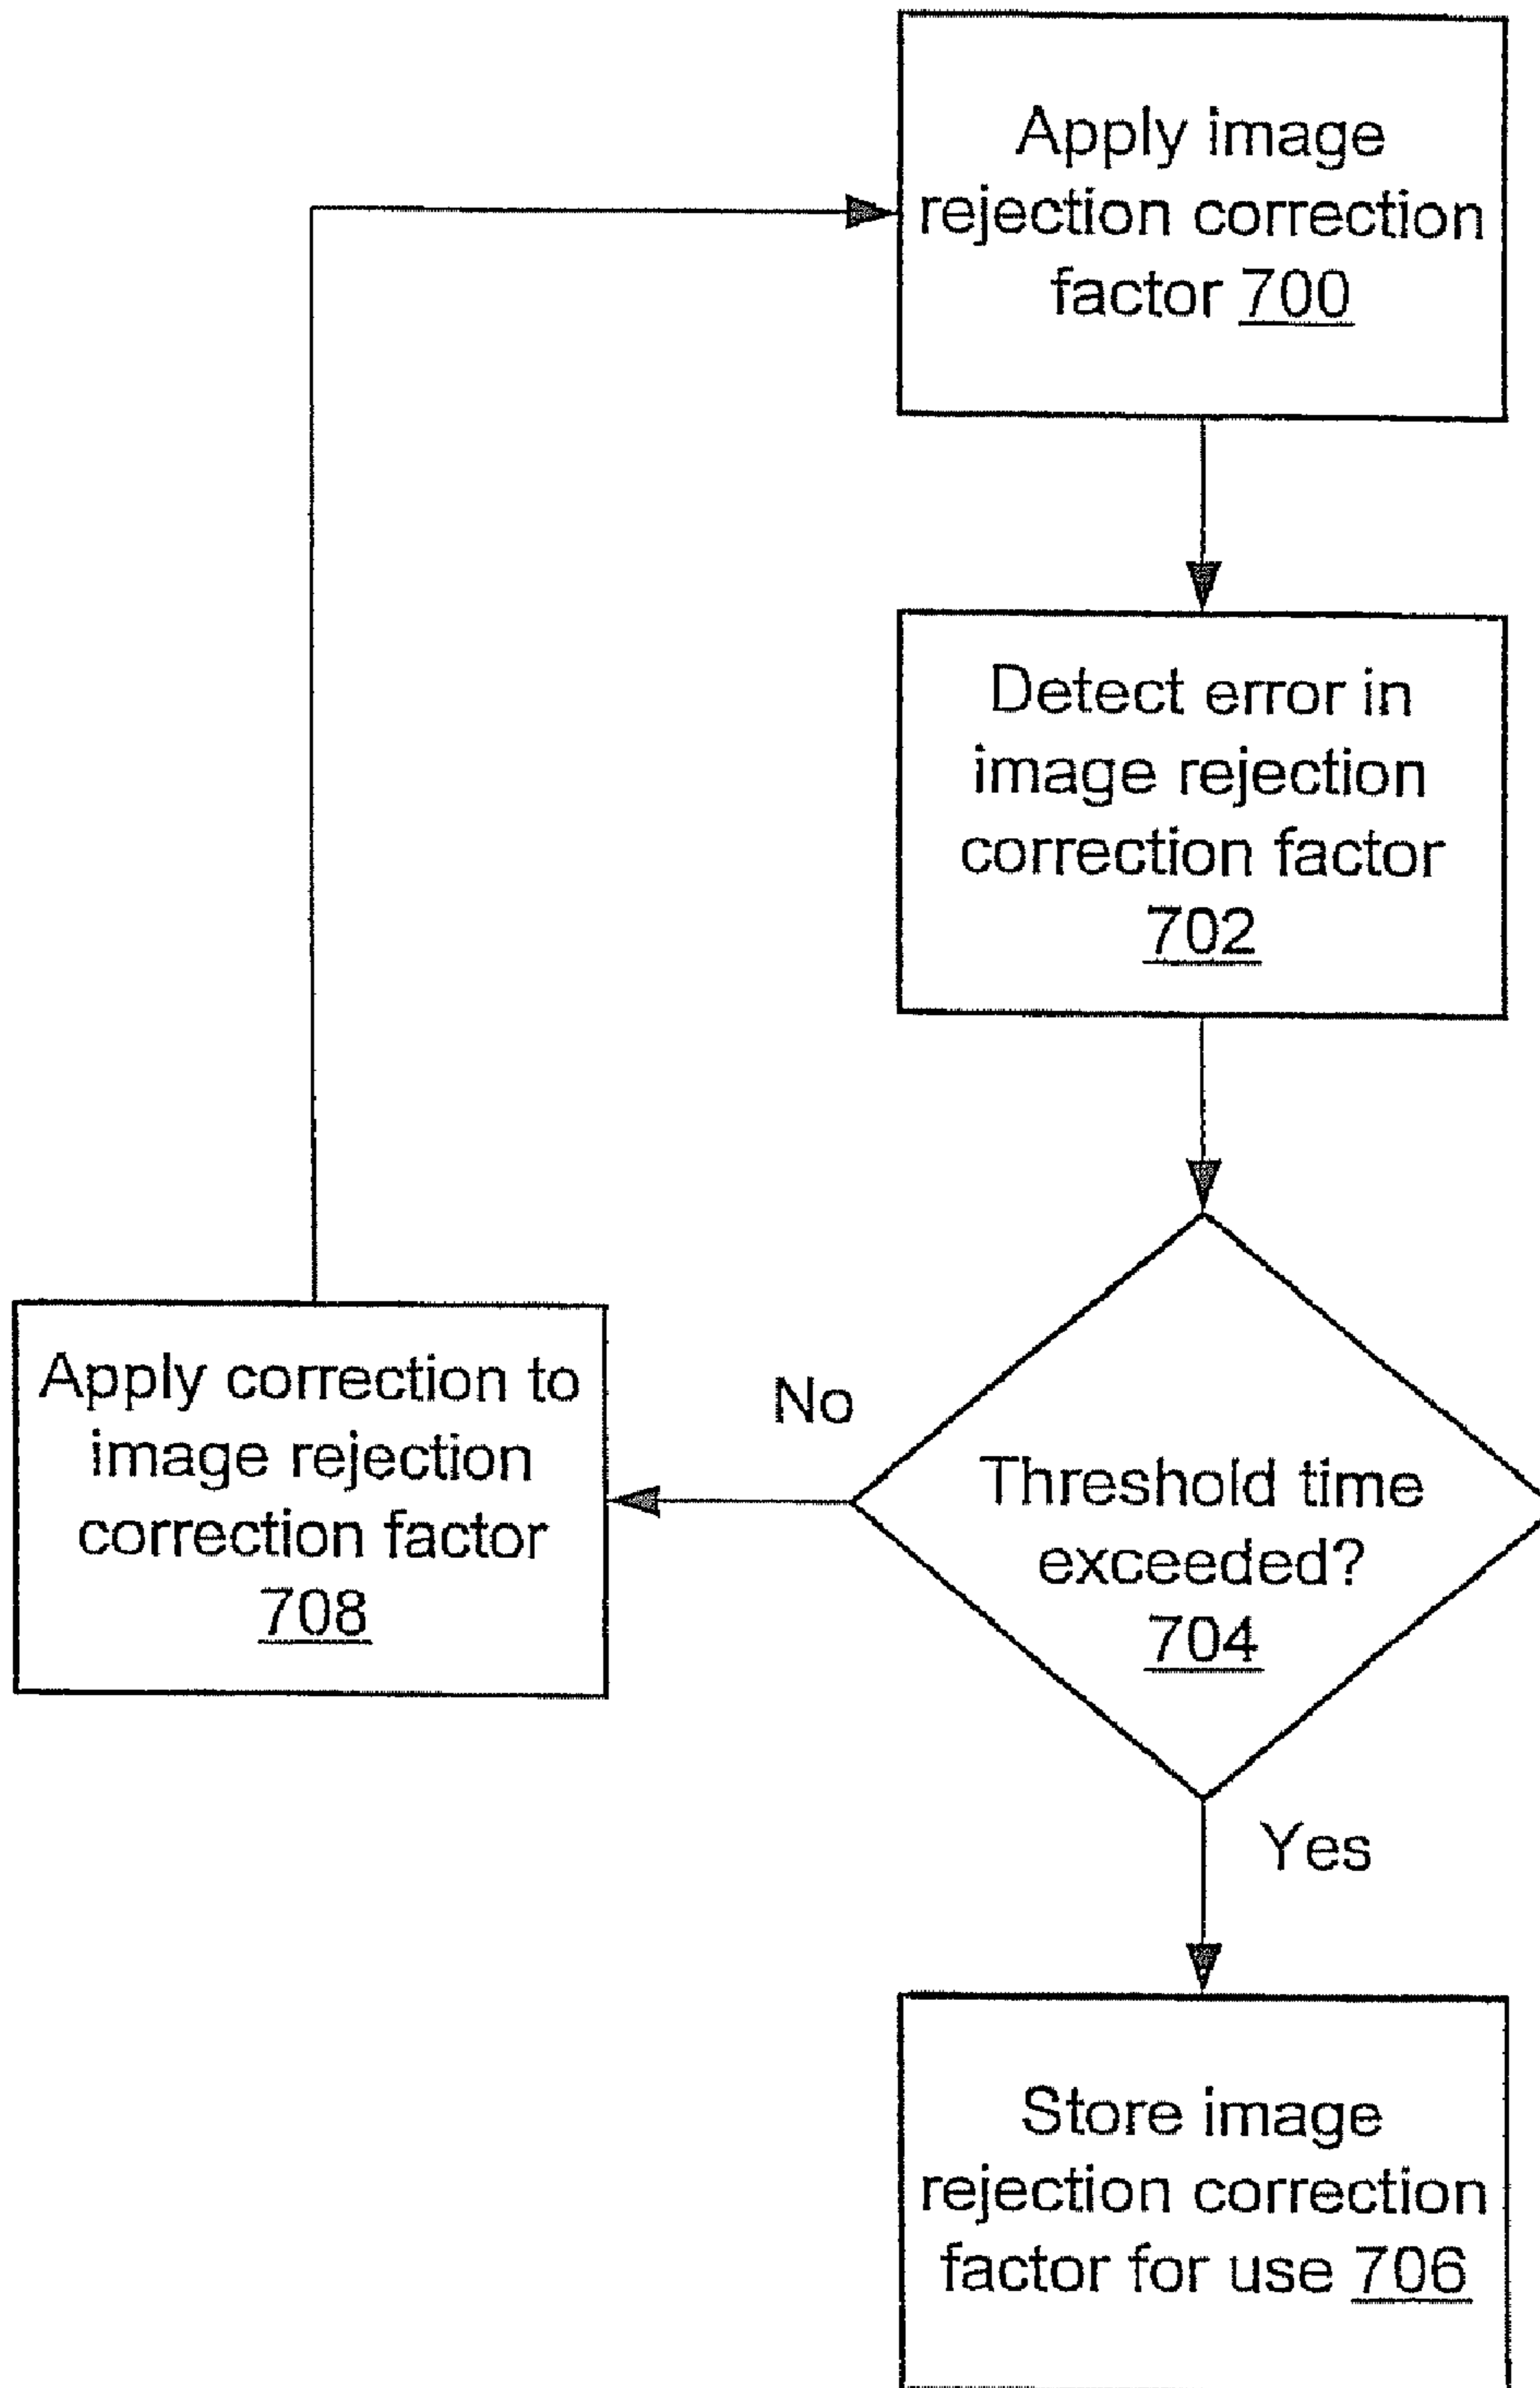 Apply image
rejection correction
factor 700
Detect error in
image rejection
correction factor
702
Apply correction to
image rejection
correction factor
708
No
Threshold time
exceeded?
704
Yes
Store image
rejection correction
factor for use 706